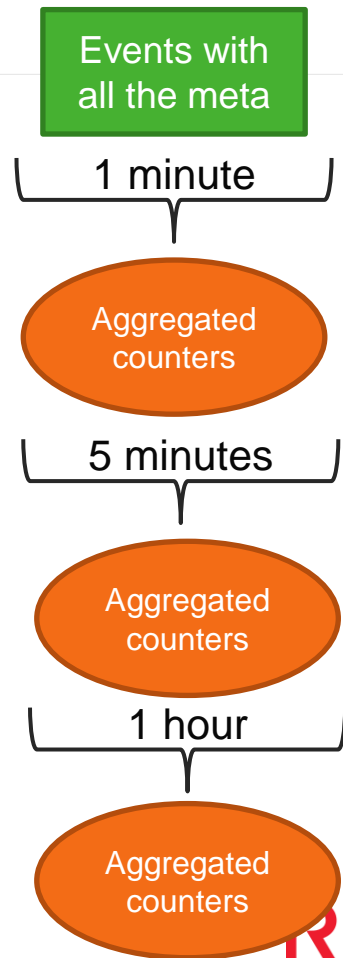 Events with
all the meta
1 minute
Aggregated
counters
5 minutes
Aggregated
counters
1 hour
Aggregated
counters
R